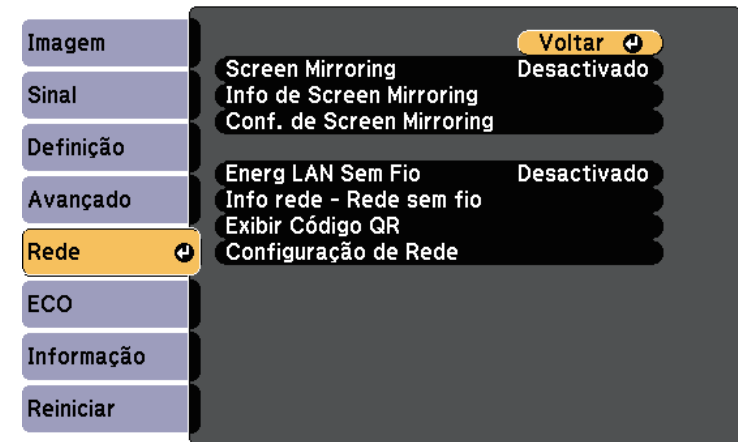 Imagem
Sinal
Definição
Avançado
Rede
ECO
Informação
Reiniciar
Voltar
Screen Mirroring Desactivado
Info de Screen Mirroring
Conf. de Screen Mirroring
Energ LAN Sem Fio Desactivado
Info rede - Rede sem fio
Exibir Código QR
Configuração de Rede